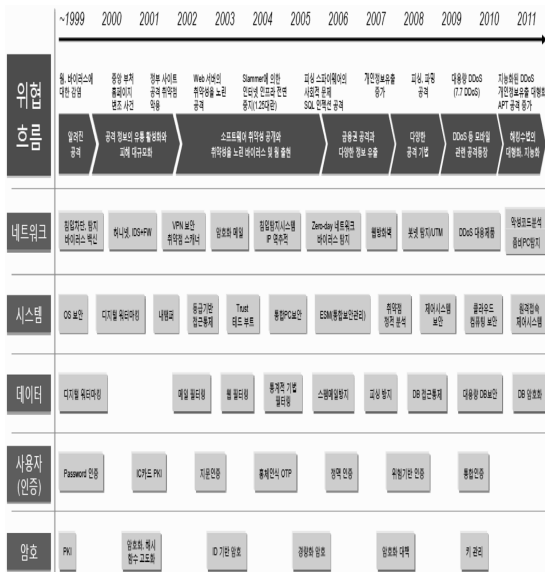 ~1999 2000 2001 2002 2003 2004 2005 2006 2007 2008 2009 2010 2011
위협
흐름
웜, 바이러스에
대한 감염
중앙 부처
홈페이지
변조 사건
정부 사이트
공격 취약점
악용
Web 서버의
취약성을 노린
공격
Slammer에 의한
인터넷 인프라 전면
중지(1.25대란)
피싱 스파이웨어의
사회적 문제
SQL 인젝션 공격
개인정보유출
증가
피싱, 파밍
공격
대용량 DDoS
(7.7 DDoS)
지능화된 DDoS
개인정보유출 대형화
APT 공격 증가
알려진
공격
공격 정보의 유통 활성화와
피해 대규모화
소프트웨어 취약성 공개와
취약성을 노린 바이러스 및 웜 출현
금융권 공격과
다양한 정보 유출
다양한
공격 기법
DDoS 등 모바일
관련 공격등장
해킹수법의
대형화, 지능화
네트워크
침입차단, 탐지
바이러스 백신
허니넷, IDS+FW
VPN 보안
취약점 스캐너
암호화 메일
침입탐지시스템
IP 역추적
Zero-day 네트워크
바이러스 탐지
웹방화벽
봇넷 탐지/UTM
DDoS 대응제품
악성코드분석
좀비PC탐지
시스템
OS 보안
디지털 워터마킹
내탬퍼
등급기반
접근통제
Trust
테드 부트
통합PC보안
ESM(통합보안관리)
취약점
정적 분석
제어시스템
보안
클라우드
컴퓨팅 보안
원격접속
제어시스템
데이터
디지털 워터마킹
메일 필터링
웹 필터링
통계적 기법
필터링
스팸메일방지
피싱 방지
DB 접근통제
대용량 DB보안
DB 암호화
사용자
(인증)
Password 인증
IC카드 PKI
지문인증
홍채인식 OTP
정맥 인증
위험기반 인증
통합인증
암호
PKI
암호화, 해시
함수 고도화
ID 기반 암호
경량화 암호
암호화 대책
키 관리